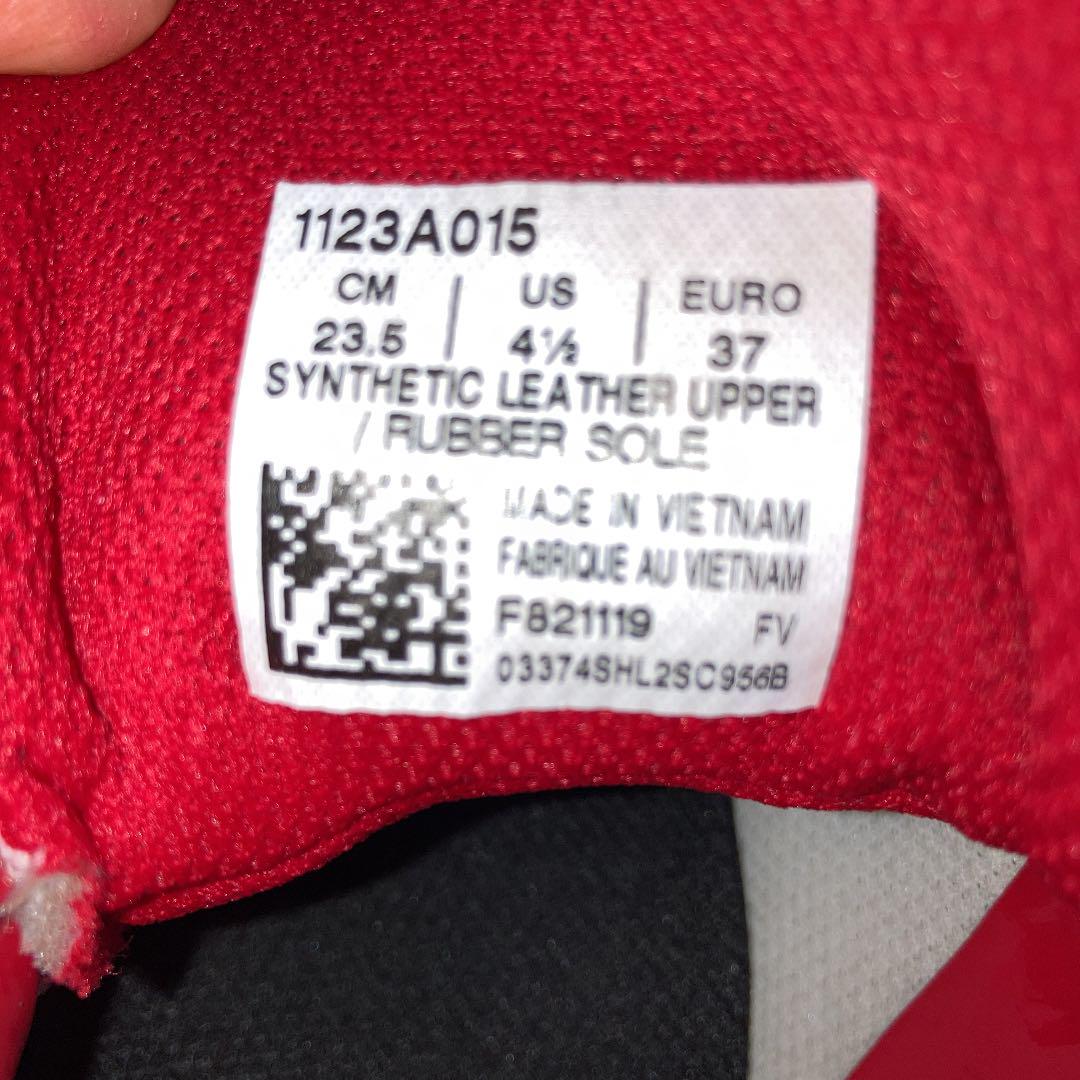 1123A015
CM | US | EURO
23.5 | 4½ | 37
SYNTHETIC LEATHER UPPER
/ RUBBER SOLE
MADE IN VIETNAM
FABRIQUE AU VIETNAM
F821119 FV
03374SHL2SC956B